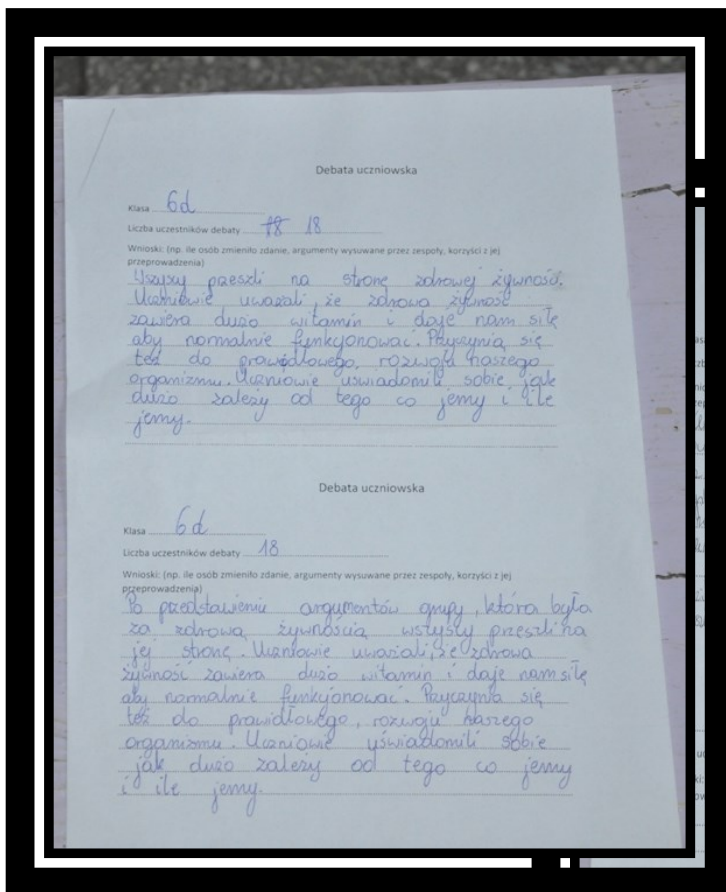 Debata uczniowska
Klasa 6d
Liczba uczestników debaty 18 18
Wnioski: (np. ile osób zmieniło zdanie, argumenty wysuwane przez zespoły, korzyści z jej
przeprowadzenia)
Wszyscy przeszli na stronę zdrowej żywności.
Uczniowie uważali, że zdrowa żywność
zawiera dużo witamin i daje nam siłę
aby normalnie funkcjonować. Przyczynia się
też do prawidłowego, rozwoju naszego
organizmu. Uczniowie uświadomili sobie jak
dużo zależy od tego co jemy i ile
jemy.
Debata uczniowska
Klasa 6d
Liczba uczestników debaty 18
Wnioski: (np. ile osób zmieniło zdanie, argumenty wysuwane przez zespoły, korzyści z jej
przeprowadzenia)
Po przedstawieniu argumentów grupy, która była
za zdrową żywnością wszyscy przeszli na
jej stronę. Uczniowie uważali, że zdrowa
żywność zawiera dużo witamin i daje nam siłę
aby normalnie funkcjonować. Przyczynia się
też do prawidłowego, rozwoju naszego
organizmu. Uczniowie uświadomili sobie
jak dużo zależy od tego co jemy
i ile jemy.